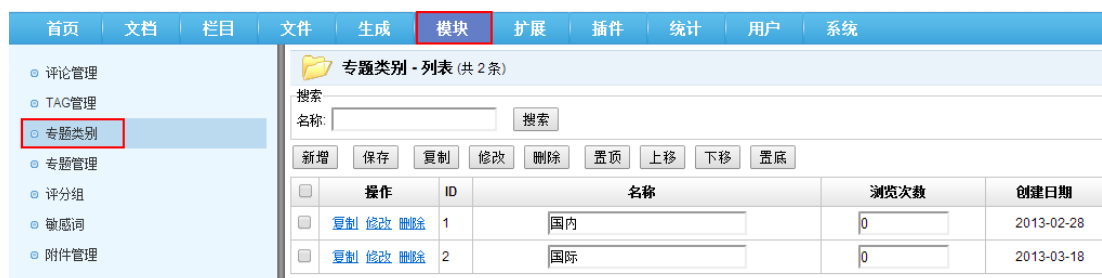 首页 文档 栏目 文件 生成 模块 扩展 插件 统计 用户 系统
评论管理
TAG管理
专题类别
专题管理
评分组
敏感词
附件管理
专题类别 - 列表 (共 2 条)
搜索
名称: 搜索
新增 保存 复制 修改 删除 置顶 上移 下移 置底
操作 ID 名称 浏览次数 创建日期
复制 修改 删除 1 国内 0 2013-02-28
复制 修改 删除 2 国际 0 2013-03-18